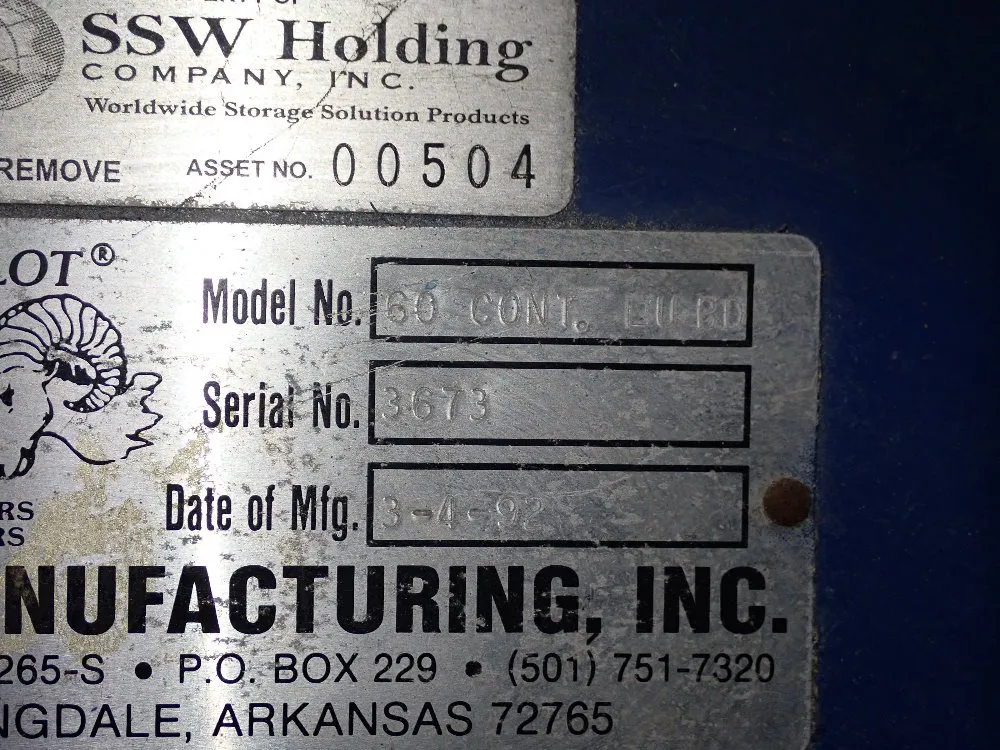 SSW Holding
COMPANY, INC.
Worldwide Storage Solution Products
REMOVE ASSET NO. 00504
LOT®
Model No. 60 CONT.
Serial No. 3673
Date of Mfg. 3-4-92
RS
RS
NUFACTURING, INC.
265-S • P.O. BOX 229 • (501) 751-7320
NGDALE, ARKANSAS 72765